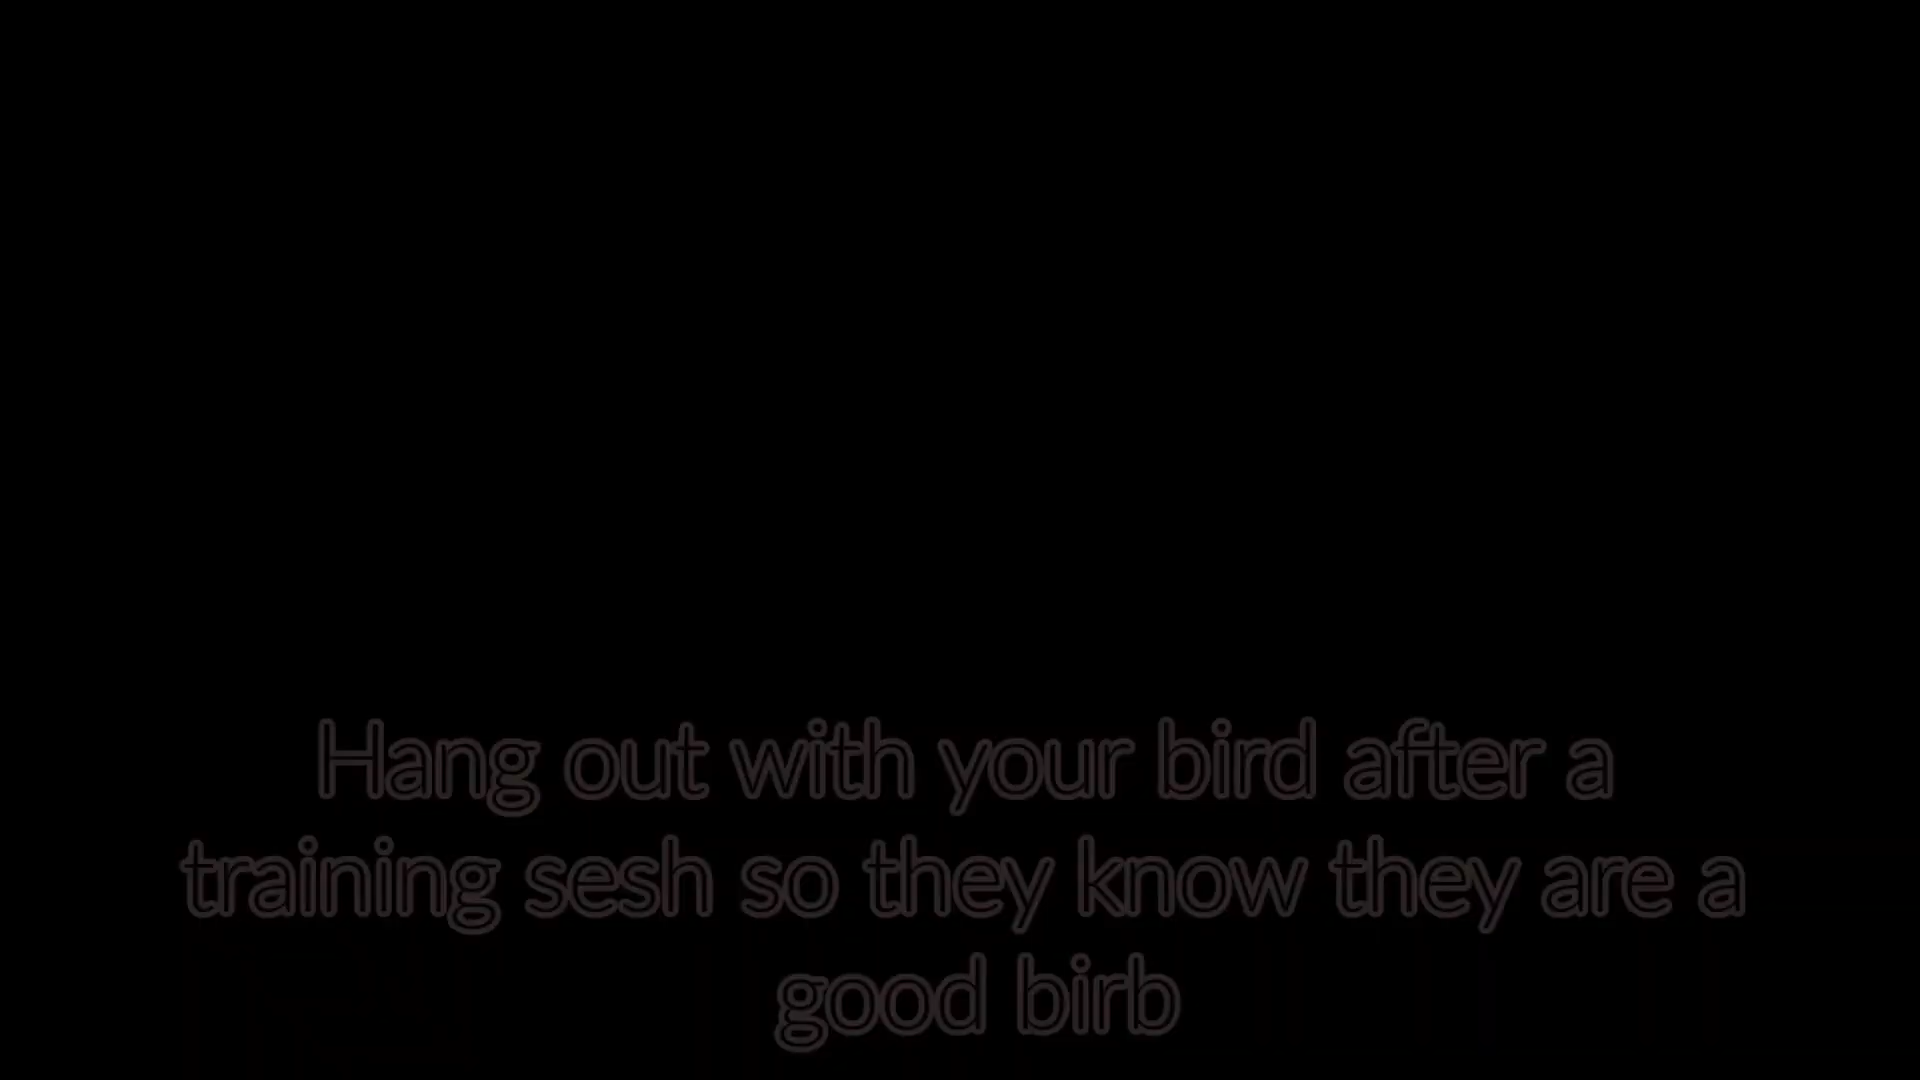 Hang out with your bird after a
training sesh so they know they are a
good birb